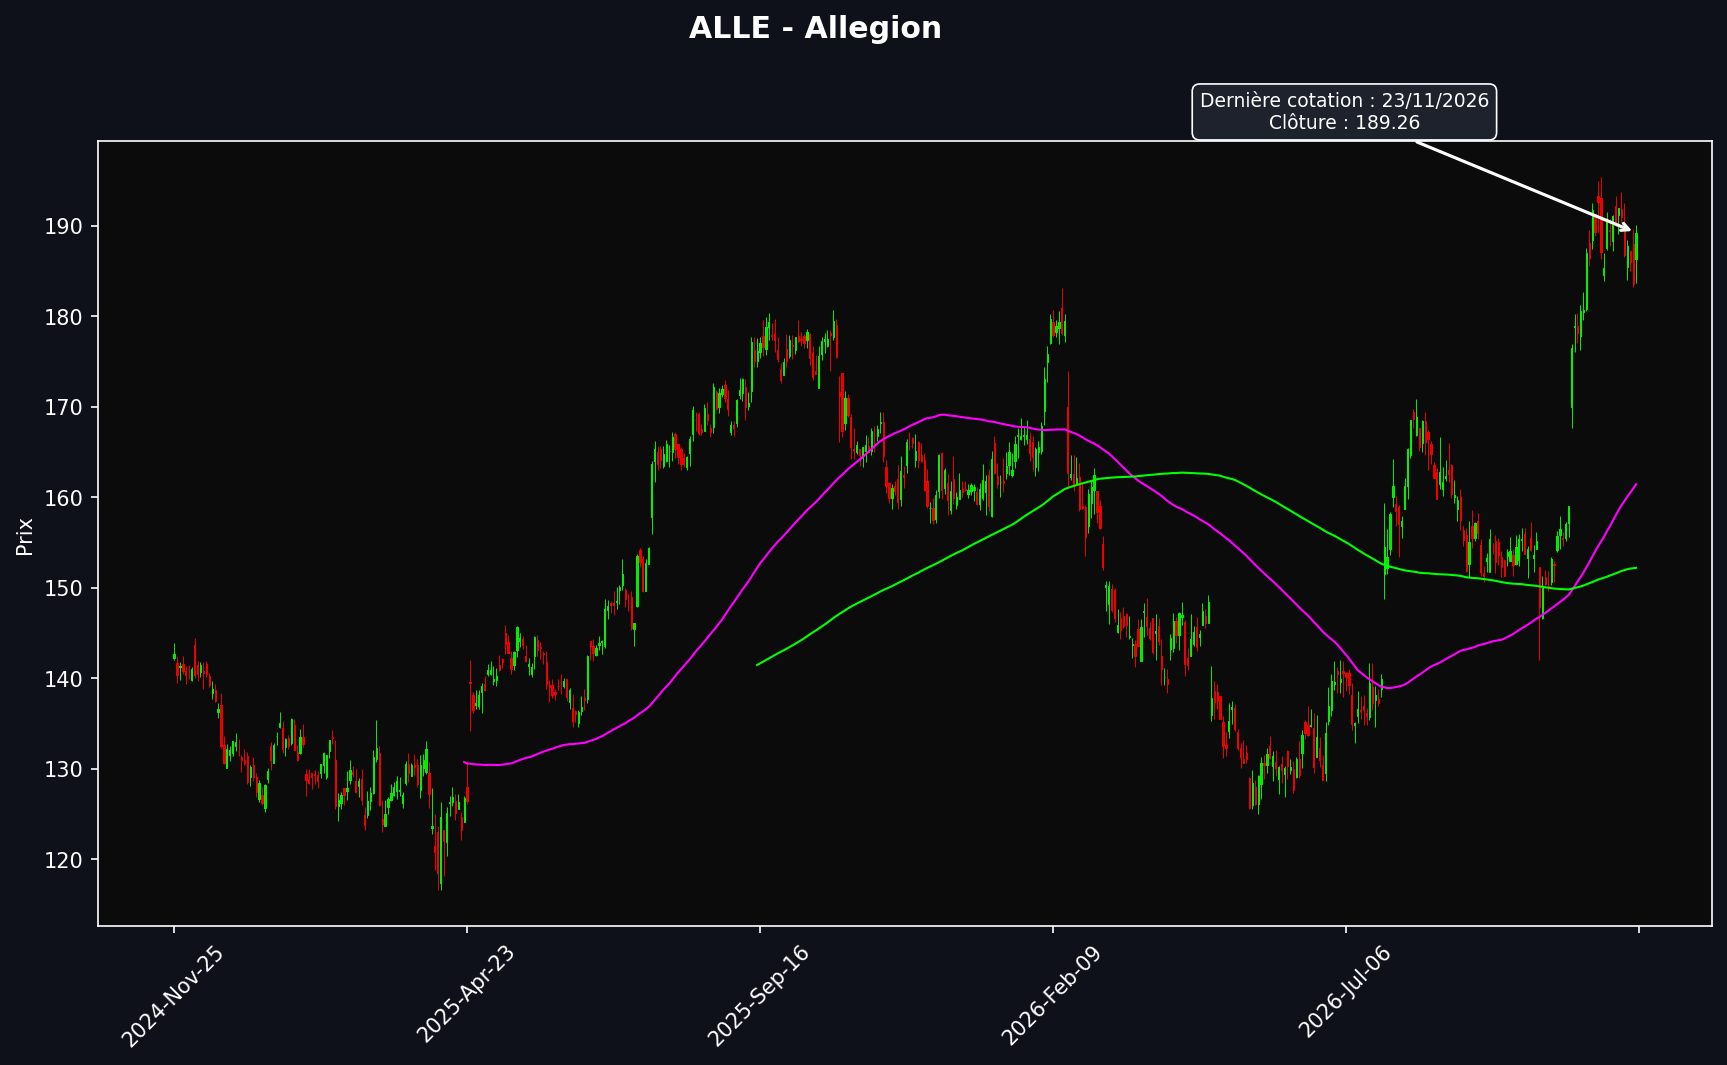 ALLE - Allegion
Dernière cotation : 23/11/2026
Clôture : 189.26
190
180
170
160
150
140
130
120
Prix
2024-Nov-25
2025-Apr-23
2025-Sep-16
2026-Feb-09
2026-Jul-06